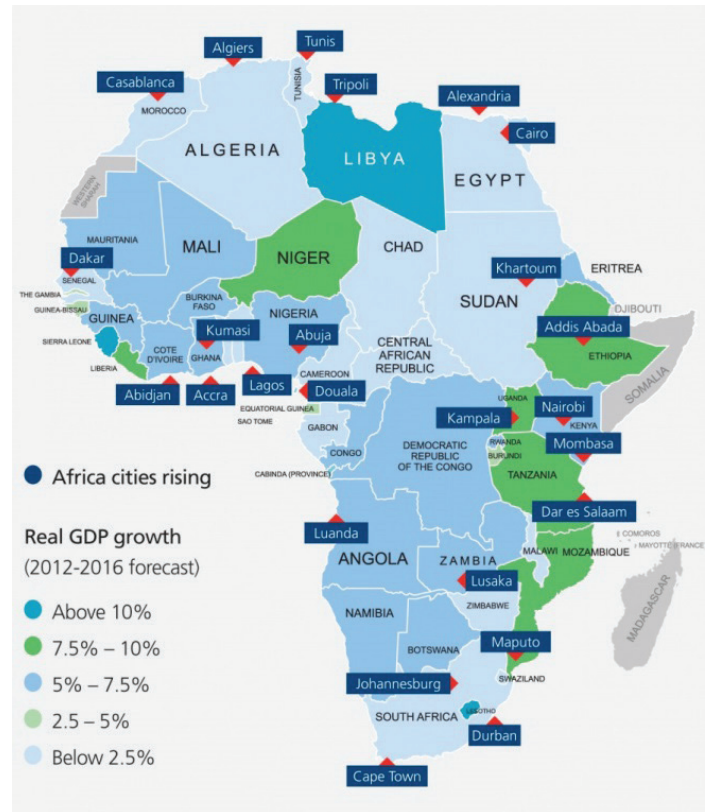 Tunis
Algiers
Casablanca
MOROCCO
TUNISIA
Tripoli
Alexandria
Cairo
ALGERIA
LIBYA
EGYPT
WESTERN
MAURITANIA
MALI
NIGER
CHAD
SUDAN
Khartoum
ERITREA
Dakar
SENEGAL
THE GAMBIA
GUINEA-BISSAU
GUINEA
BURKINA
FASO
NIGERIA
DJIBOUTI
Addis Abada
ETHIOPIA
SIERRA LEONE
LIBERIA
COTE
D'IVOIRE
Kumasi
GHANA
Abuja
CENTRAL
AFRICAN
REPUBLIC
SOMALIA
Abidjan
Accra
Lagos
CAMEROON
Douala
EQUATORIAL GUINEA
SAO TOME
GABON
CONGO
CABINDA (PROVINCE)
DEMOCRATIC
REPUBLIC
OF THE CONGO
UGANDA
Kampala
Nairobi
KENYA
RWANDA
BURUNDI
Mombasa
TANZANIA
Dar es Salaam
Africa cities rising
Real GDP growth
(2012-2016 forecast)
Above 10%
7.5% – 10%
5% – 7.5%
2.5 – 5%
Below 2.5%
Luanda
ANGOLA
ZAMBIA
Lusaka
MALAWI
MOZAMBIQUE
COMOROS
MAYOTTE (FRANCE)
MADAGASCAR
ZIMBABWE
NAMIBIA
BOTSWANA
Maputo
SWAZILAND
Johannesburg
SOUTH AFRICA
LESOTHO
Durban
Cape Town